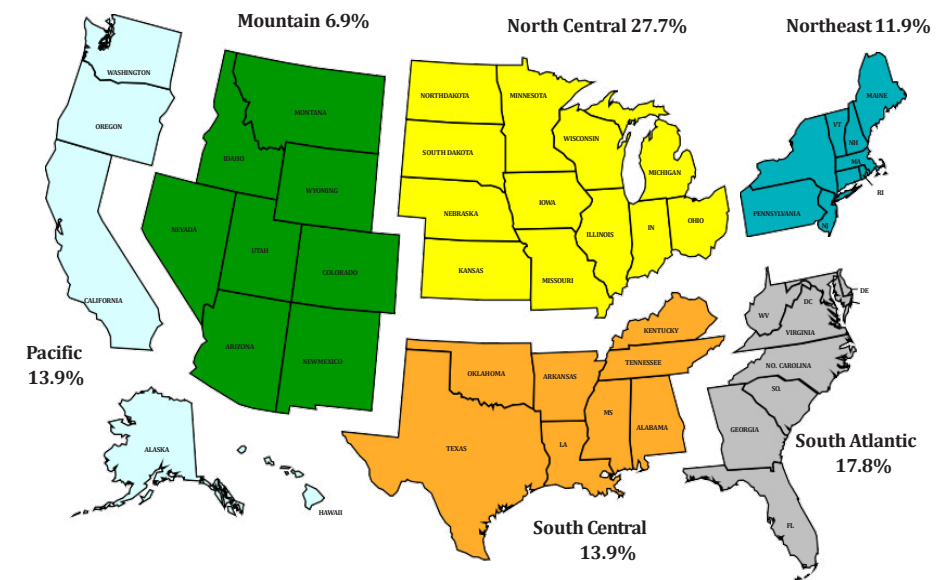 Mountain 6.9%
North Central 27.7%
Northeast 11.9%
WASHINGTON
OREGON
CALIFORNIA
Pacific
13.9%
ALASKA
HAWAII
MONTANA
IDAHO
WYOMING
NEVADA
UTAH
COLORADO
ARIZONA
NEWMEXICO
NORTHDAKOTA
MINNESOTA
SOUTH DAKOTA
WISCONSIN
MICHIGAN
NEBRASKA
IOWA
ILLINOIS
IN
OHIO
KANSAS
MISSOURI
MAINE
VT
NH
MA
RI
PENNSYLVANIA
NJ
KENTUCKY
TENNESSEE
OKLAHOMA
ARKANSAS
MS
ALABAMA
TEXAS
LA
South Central
13.9%
DE
DC
WV
VIRGINIA
NO. CAROLINA
SO.
GEORGIA
FL
South Atlantic
17.8%